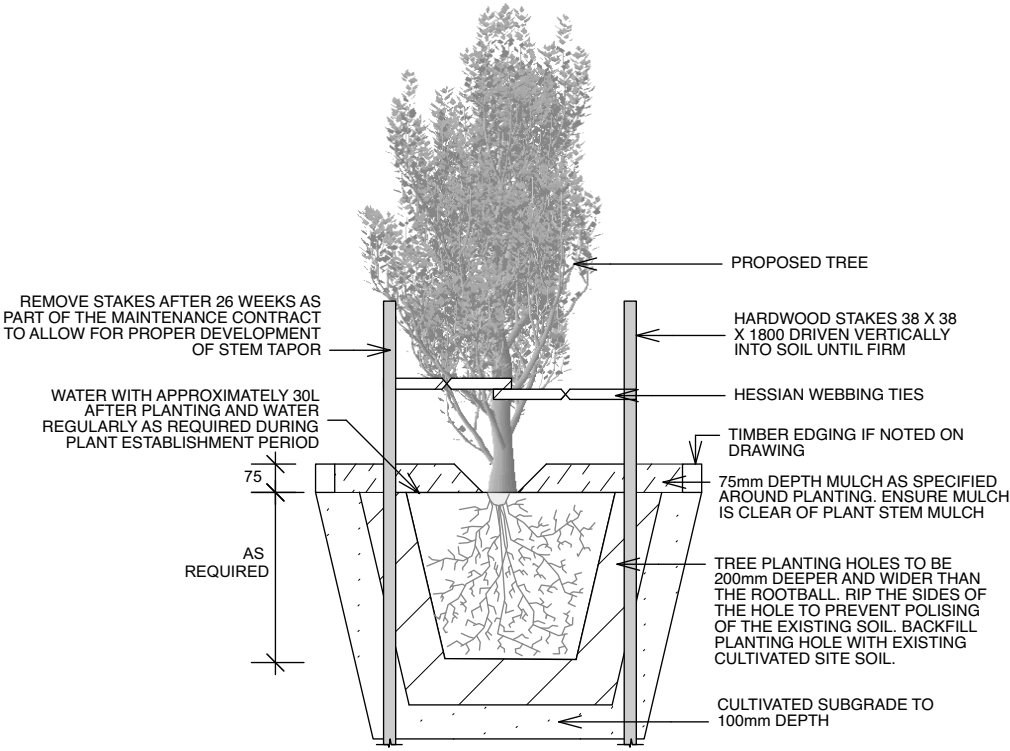 PROPOSED TREE
REMOVE STAKES AFTER 26 WEEKS AS
PART OF THE MAINTENANCE CONTRACT
TO ALLOW FOR PROPER DEVELOPMENT
OF STEM TAPOR
HARDWOOD STAKES 38 X 38
X 1800 DRIVEN VERTICALLY
INTO SOIL UNTIL FIRM
WATER WITH APPROXIMATELY 30L
AFTER PLANTING AND WATER
REGULARLY AS REQUIRED DURING
PLANT ESTABLISHMENT PERIOD
HESSIAN WEBBING TIES
TIMBER EDGING IF NOTED ON
DRAWING
75
75mm DEPTH MULCH AS SPECIFIED
AROUND PLANTING. ENSURE MULCH
IS CLEAR OF PLANT STEM MULCH
AS
REQUIRED
TREE PLANTING HOLES TO BE
200mm DEEPER AND WIDER THAN
THE ROOTBALL. RIP THE SIDES OF
THE HOLE TO PREVENT POLISING
OF THE EXISTING SOIL. BACKFILL
PLANTING HOLE WITH EXISTING
CULTIVATED SITE SOIL.
CULTIVATED SUBGRADE TO
100mm DEPTH